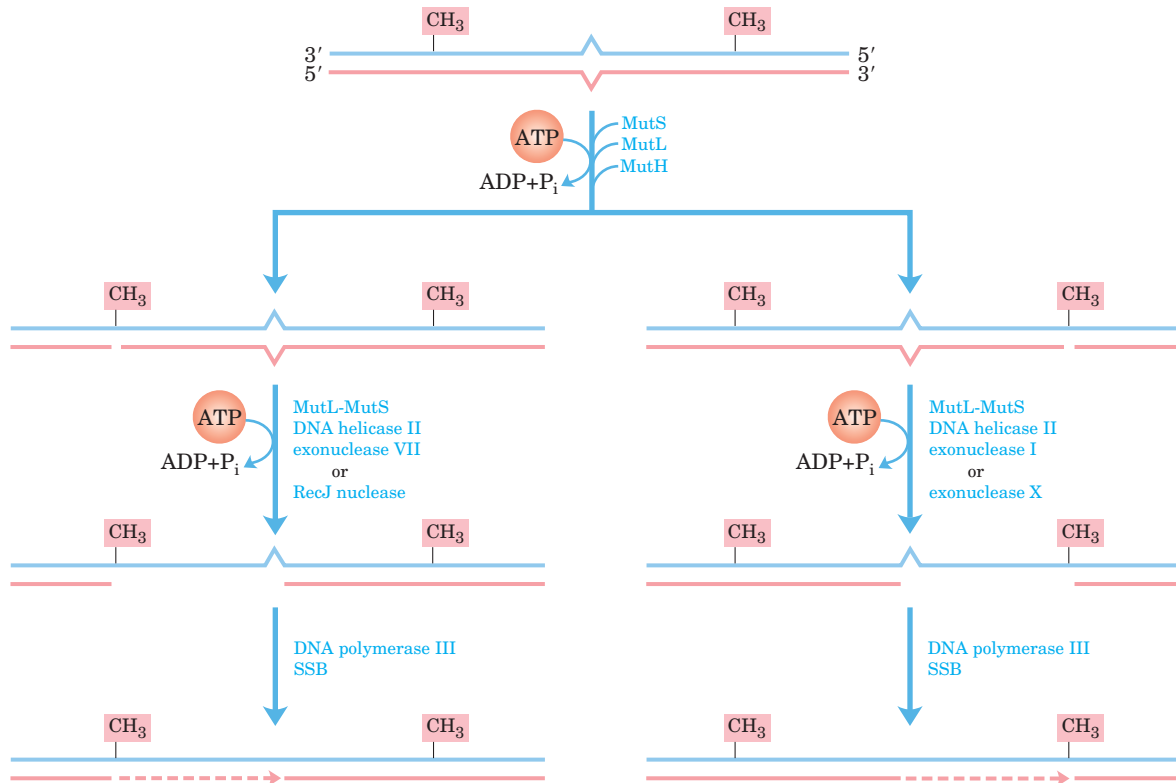 CH3 CH3
3′ 5′
5′ 3′
MutS
ATP MutL
MutH
ADP+Pi
CH3 CH3 CH3 CH3
ATP MutL-MutS
DNA helicase II
exonuclease VII
ADP+Pi or
RecJ nuclease
ATP MutL-MutS
DNA helicase II
exonuclease I
ADP+Pi or
exonuclease X
CH3 CH3 CH3 CH3
DNA polymerase III
SSB
DNA polymerase III
SSB
CH3 CH3 CH3 CH3